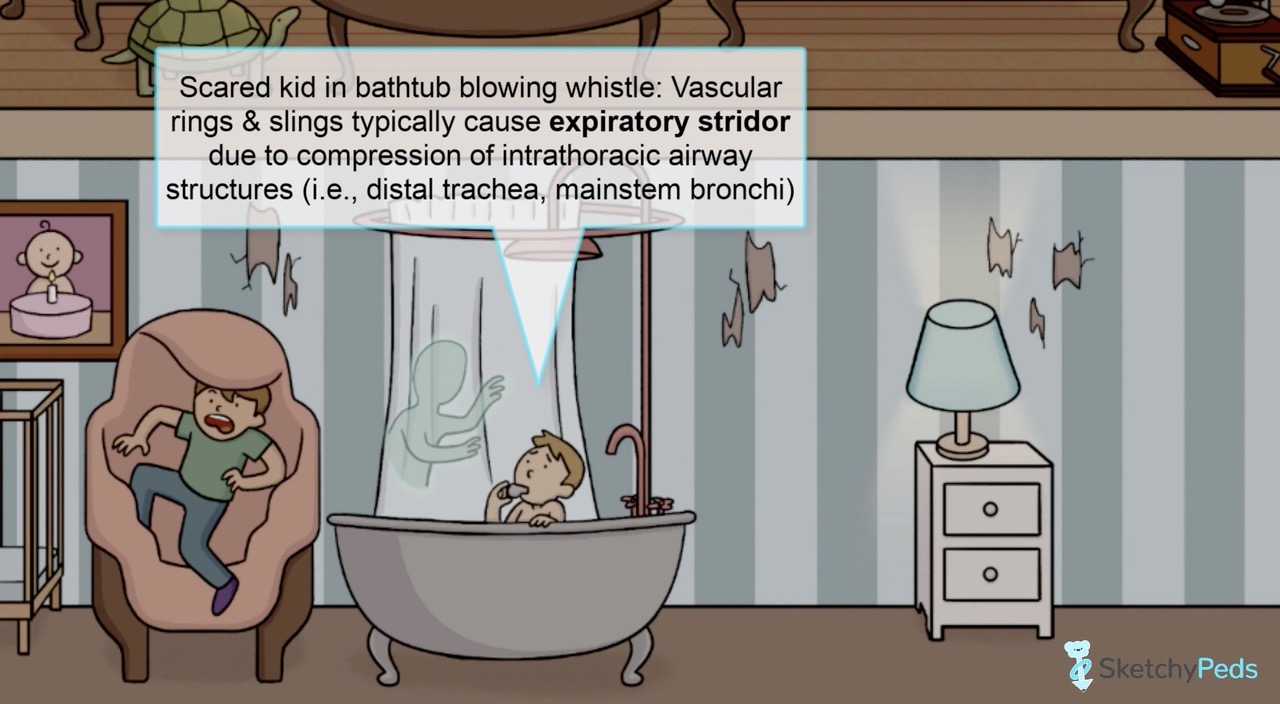 Scared kid in bathtub blowing whistle: Vascular
rings & slings typically cause expiratory stridor
due to compression of intrathoracic airway
structures (i.e., distal trachea, mainstem bronchi)
SketchyPeds